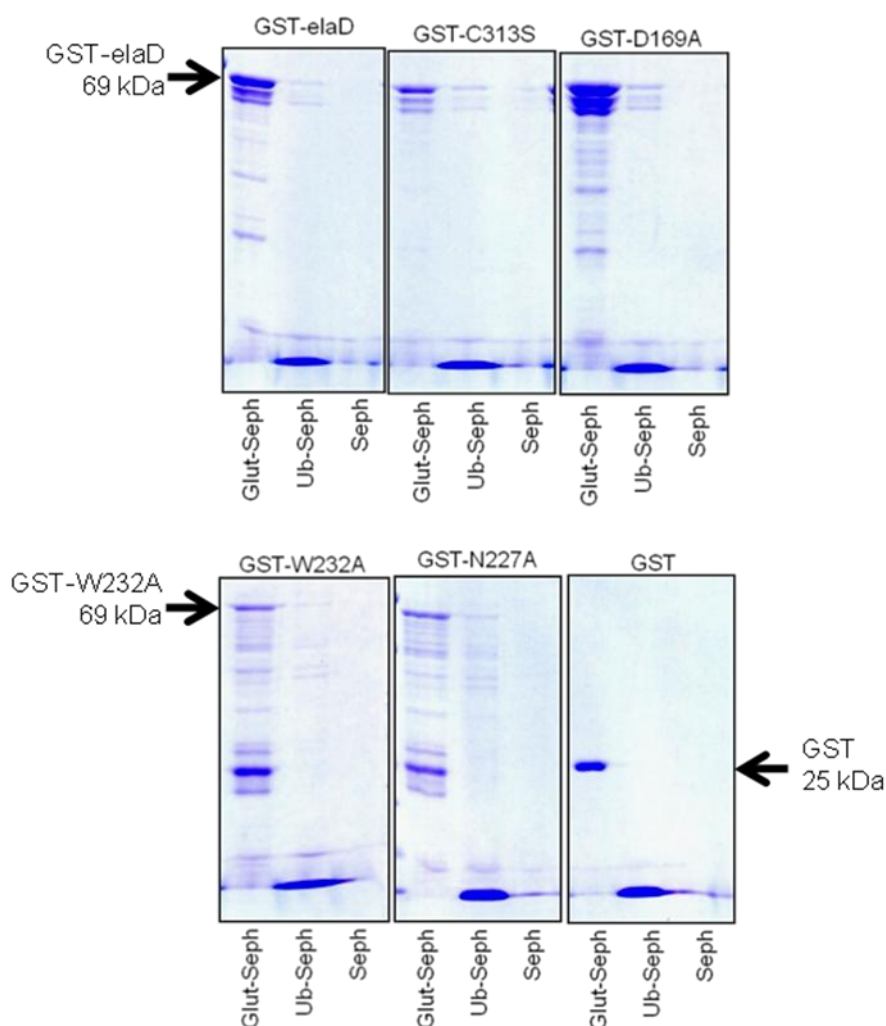 GST-elaD
GST-C313S
GST-D169A
GST-elaD
69 kDa
Glut-Seph
Ub-Seph
Seph
Glut-Seph
Ub-Seph
Seph
Glut-Seph
Ub-Seph
Seph
GST-W232A
GST-N227A
GST
GST-W232A
69 kDa
GST
25 kDa
Glut-Seph
Ub-Seph
Seph
Glut-Seph
Ub-Seph
Seph
Glut-Seph
Ub-Seph
Seph